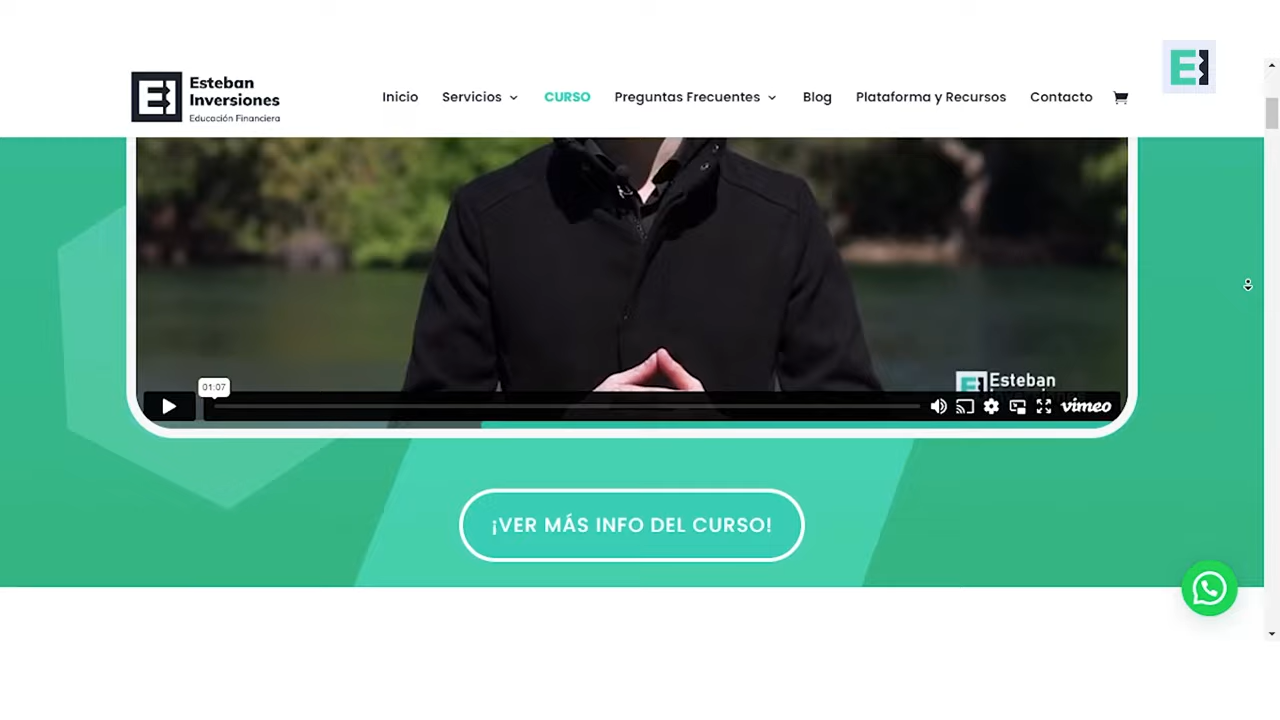 Esteban
Inversiones
Educación Financiera
Inicio
Servicios
CURSO
Preguntas Frecuentes
Blog
Plataforma y Recursos
Contacto
01:07
Esteban
vimeo
¡VER MÁS INFO DEL CURSO!